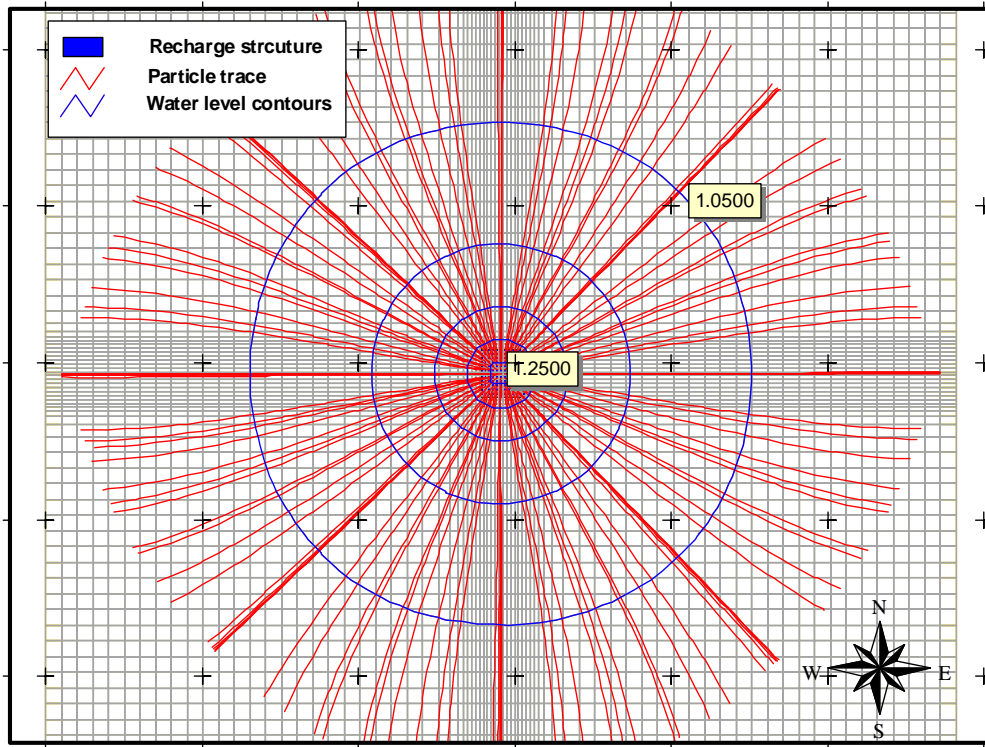 Recharge strcuture
Particle trace
Water level contours
1.0500
1.2500
N
W
E
S